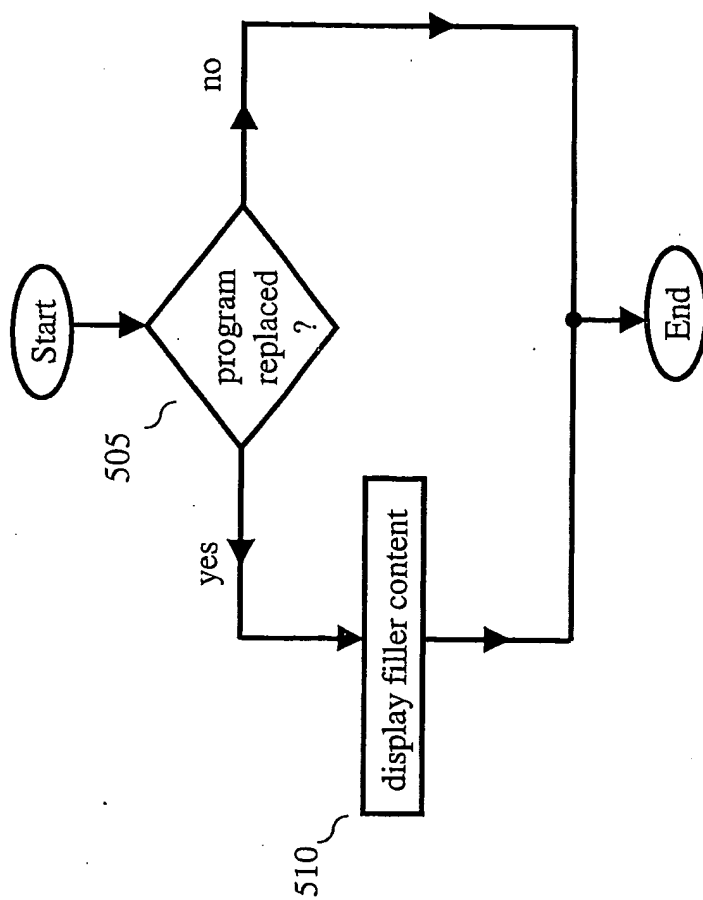 Start
505
program
replaced
?
yes
no
510
display filler content
End